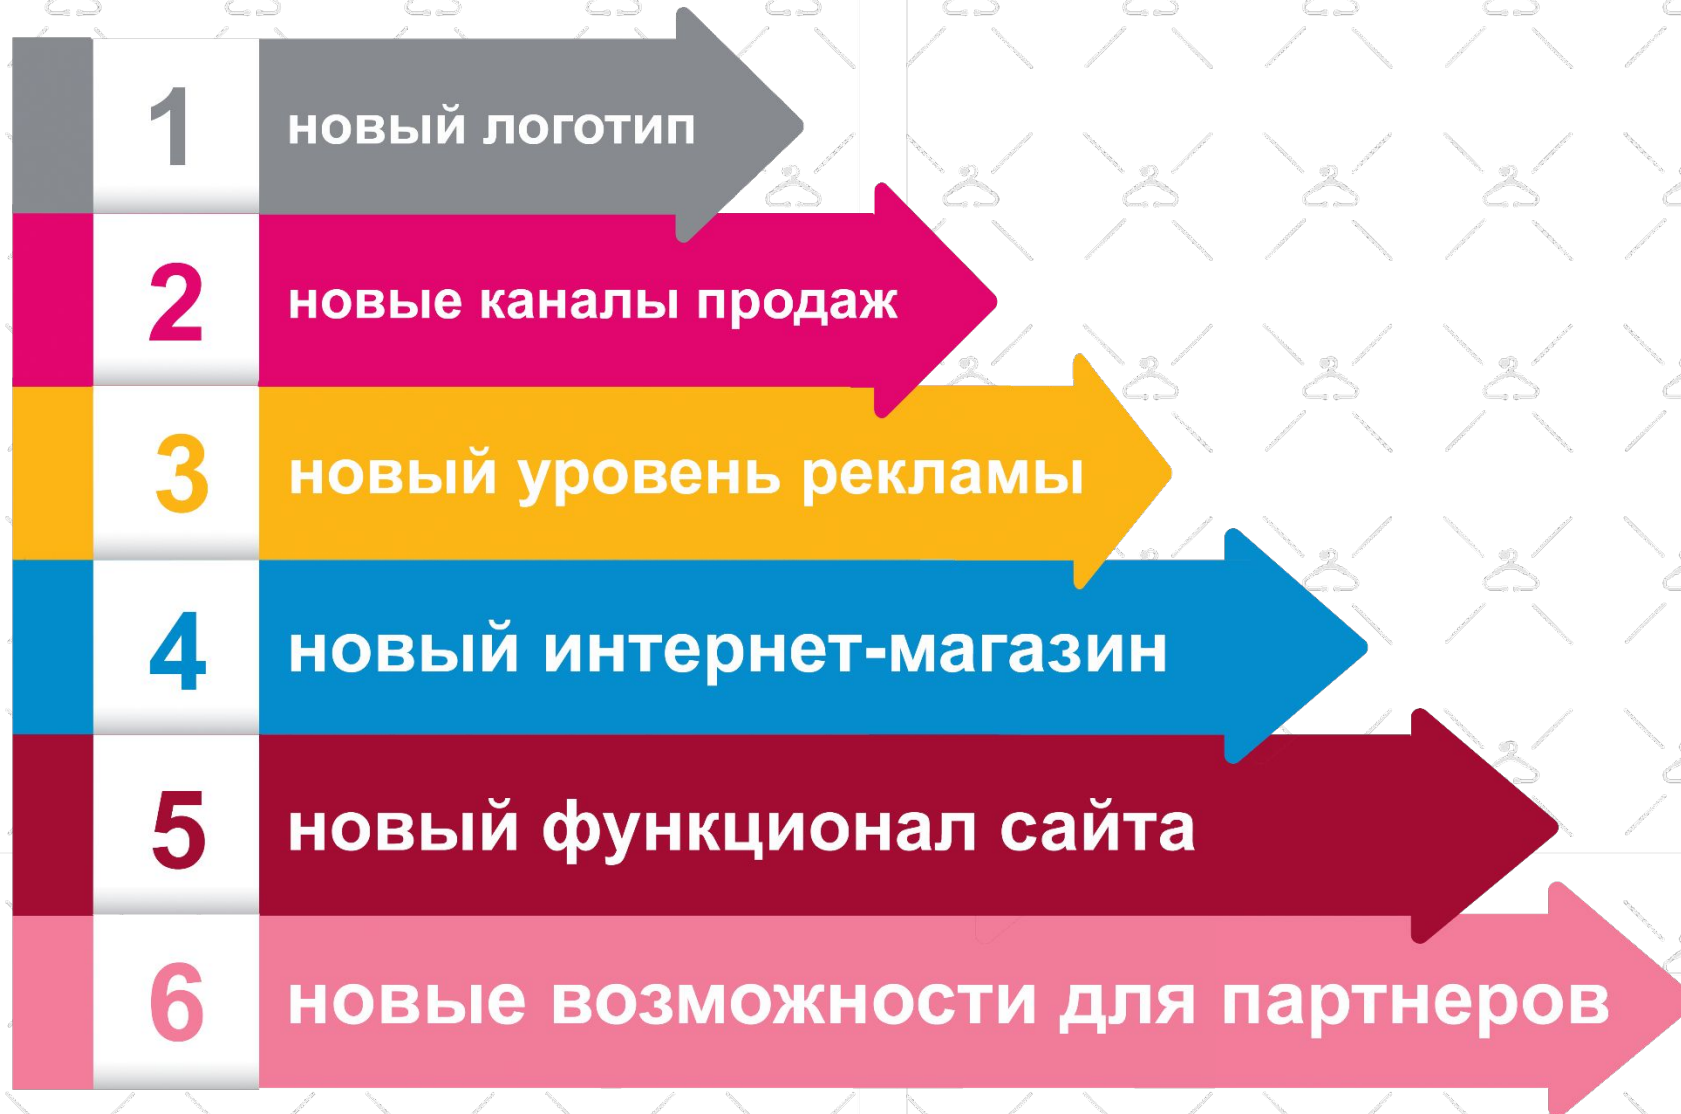 1 новый логотип
2 новые каналы продаж
3 новый уровень рекламы
4 новый интернет-магазин
5 новый функционал сайта
6 новые возможности для партнеров